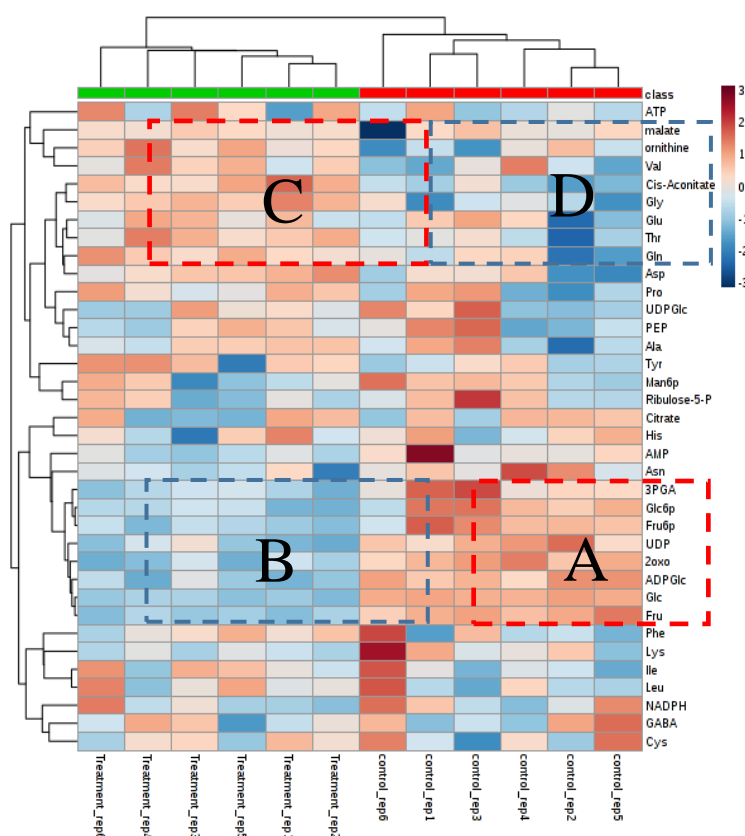 class
3
2
1
0
-1
-2
-3
ATP
malate
ornithine
Val
Cis-Aconitate
Gly
Glu
Thr
Gln
Asp
Pro
UDPGlc
PEP
Ala
Tyr
Man6p
Ribulose-5-P
Citrate
His
AMP
Asn
3PGA
Glc6p
Fru6p
UDP
2oxo
ADPGlc
Glc
Fru
Phe
Lys
Ile
Leu
NADPH
GABA
Cys
C
D
B
A
control_rep6
control_rep1
control_rep3
control_rep4
control_rep2
control_rep5